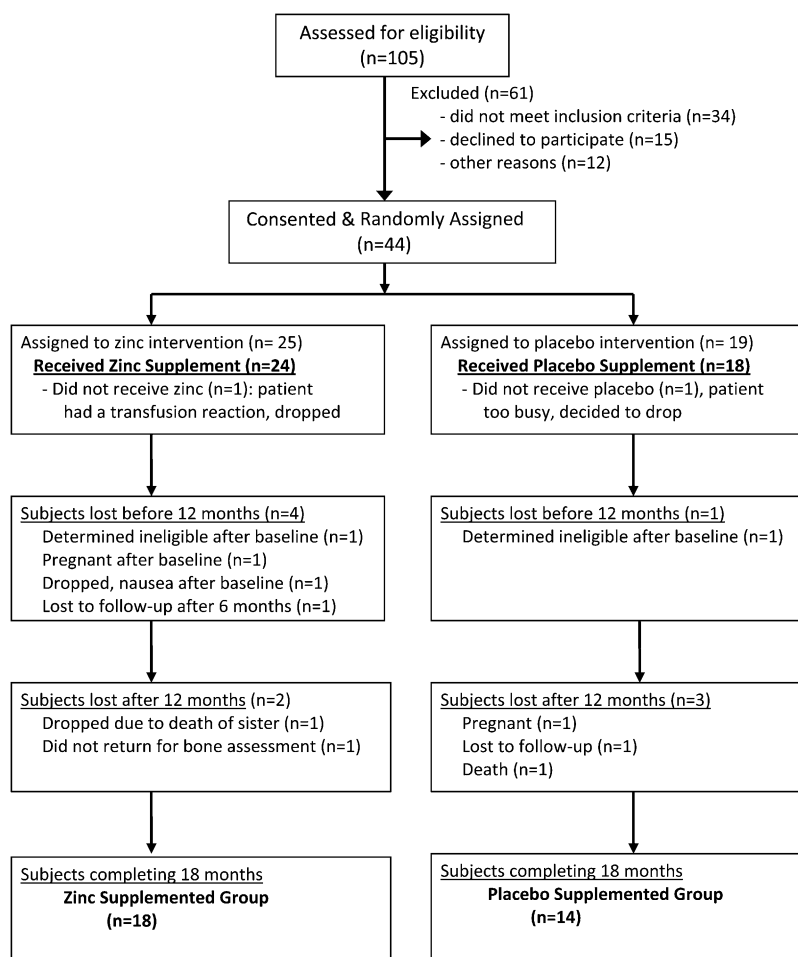 Assessed for eligibility
(n=105)
Excluded (n=61)
- did not meet inclusion criteria (n=34)
- declined to participate (n=15)
- other reasons (n=12)
Consented & Randomly Assigned
(n=44)
Assigned to zinc intervention (n= 25)
Received Zinc Supplement (n=24)
- Did not receive zinc (n=1): patient
had a transfusion reaction, dropped
Assigned to placebo intervention (n= 19)
Received Placebo Supplement (n=18)
- Did not receive placebo (n=1), patient
too busy, decided to drop
Subjects lost before 12 months (n=4)
Determined ineligible after baseline (n=1)
Pregnant after baseline (n=1)
Dropped, nausea after baseline (n=1)
Lost to follow-up after 6 months (n=1)
Subjects lost before 12 months (n=1)
Determined ineligible after baseline (n=1)
Subjects lost after 12 months (n=2)
Dropped due to death of sister (n=1)
Did not return for bone assessment (n=1)
Subjects lost after 12 months (n=3)
Pregnant (n=1)
Lost to follow-up (n=1)
Death (n=1)
Subjects completing 18 months
Zinc Supplemented Group
(n=18)
Subjects completing 18 months
Placebo Supplemented Group
(n=14)